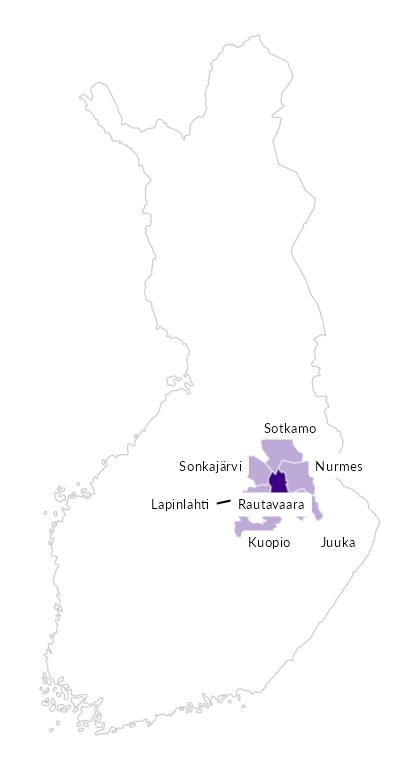 Sotkamo
Sonkajärvi
Nurmes
Lapinlahti
Rautavaara
Kuopio
Juuka